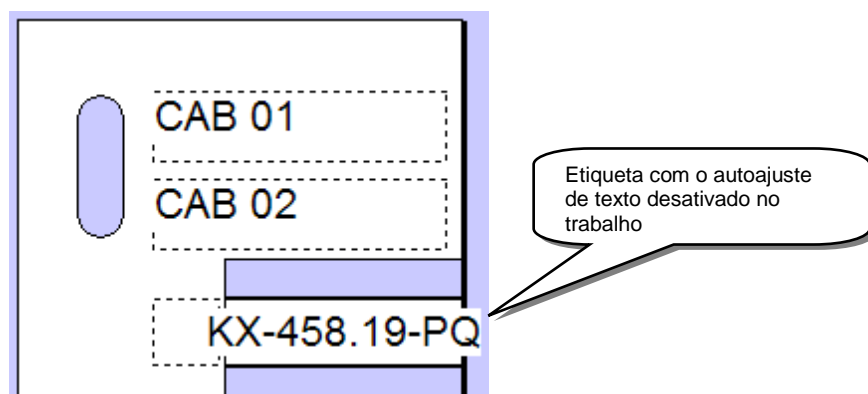 CAB 01
CAB 02
KX-458.19-PQ
Etiqueta com o autoajuste
de texto desativado no
trabalho